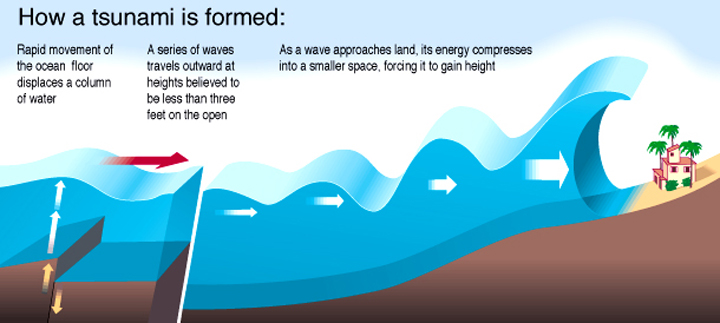 How a tsunami is formed:
Rapid movement of
the ocean floor
displaces a column
of water
A series of waves
travels outward at
heights believed to
be less than three
feet on the open
As a wave approaches land, its energy compresses
into a smaller space, forcing it to gain height